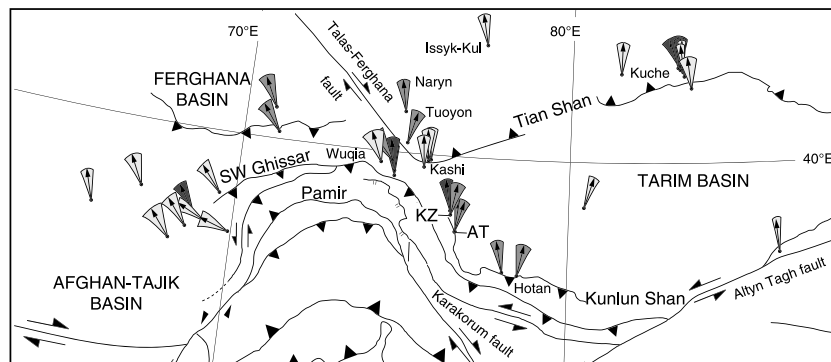 70°E
80°E
Issyk-Kul
Talas-Ferghana
fault
Kuche
FERGHANA
BASIN
Naryn
Tuoyon
Tian Shan
Wuqia
Kashi
40°E
SW Ghissar
TARIM BASIN
Pamir
KZ
AT
AFGHAN-TAJIK
BASIN
Hotan
Kunlun Shan
Altyn Tagh fault
Karakorum fault